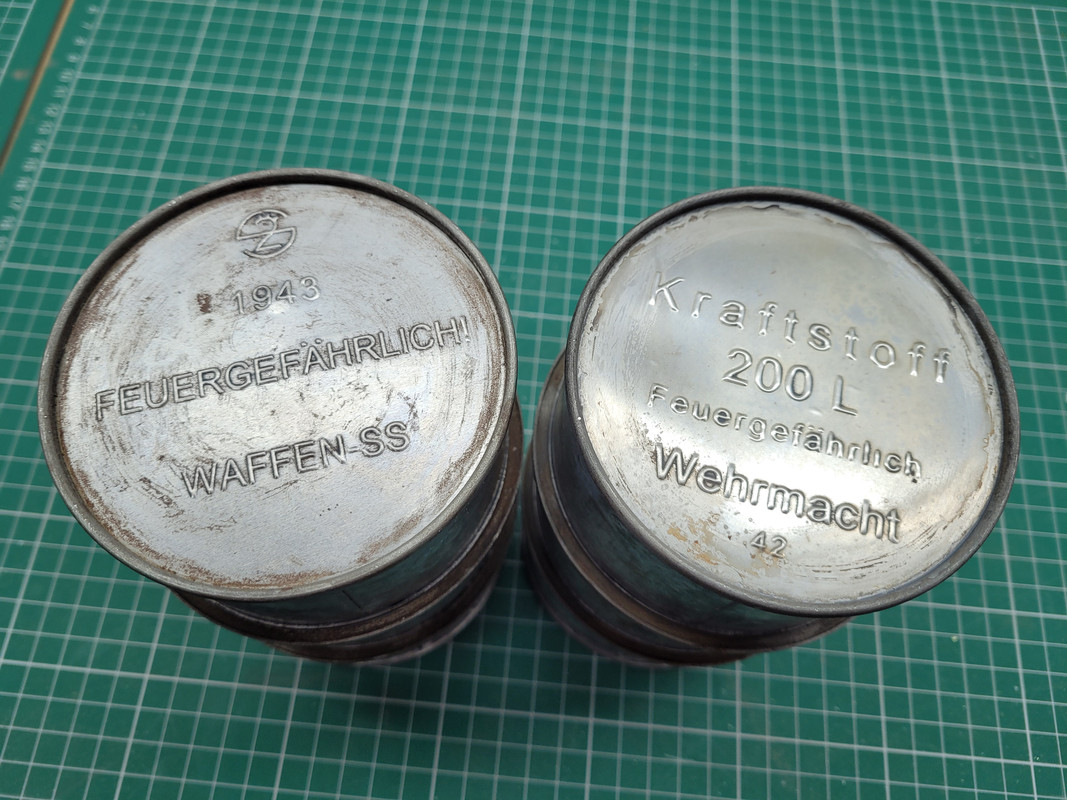 1943
FEUERGEFÄHRLICH!
WAFFEN-SS
Kraftstoff
200 L
Feuergefährlich
Wehrmacht
42